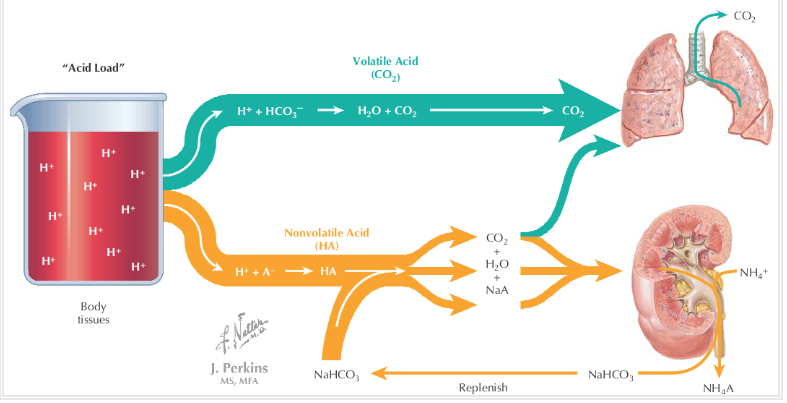 CO₂
"Acid Load"
Volatile Acid
(CO₂)
H⁺ + HCO₃⁻ → H₂O + CO₂ → CO₂
H⁺
H⁺
H⁺
H⁺
H⁺
H⁺
H⁺
H⁺
H⁺
H⁺
Nonvolatile Acid
(HA)
H⁺ + A⁻ → HA
CO₂
+
H₂O
+
NaA
NH₄⁺
Body
tissues
F. Netter
M.D.
J. Perkins
MS, MFA
NaHCO₃
Replenish
NaHCO₃
NH₄A